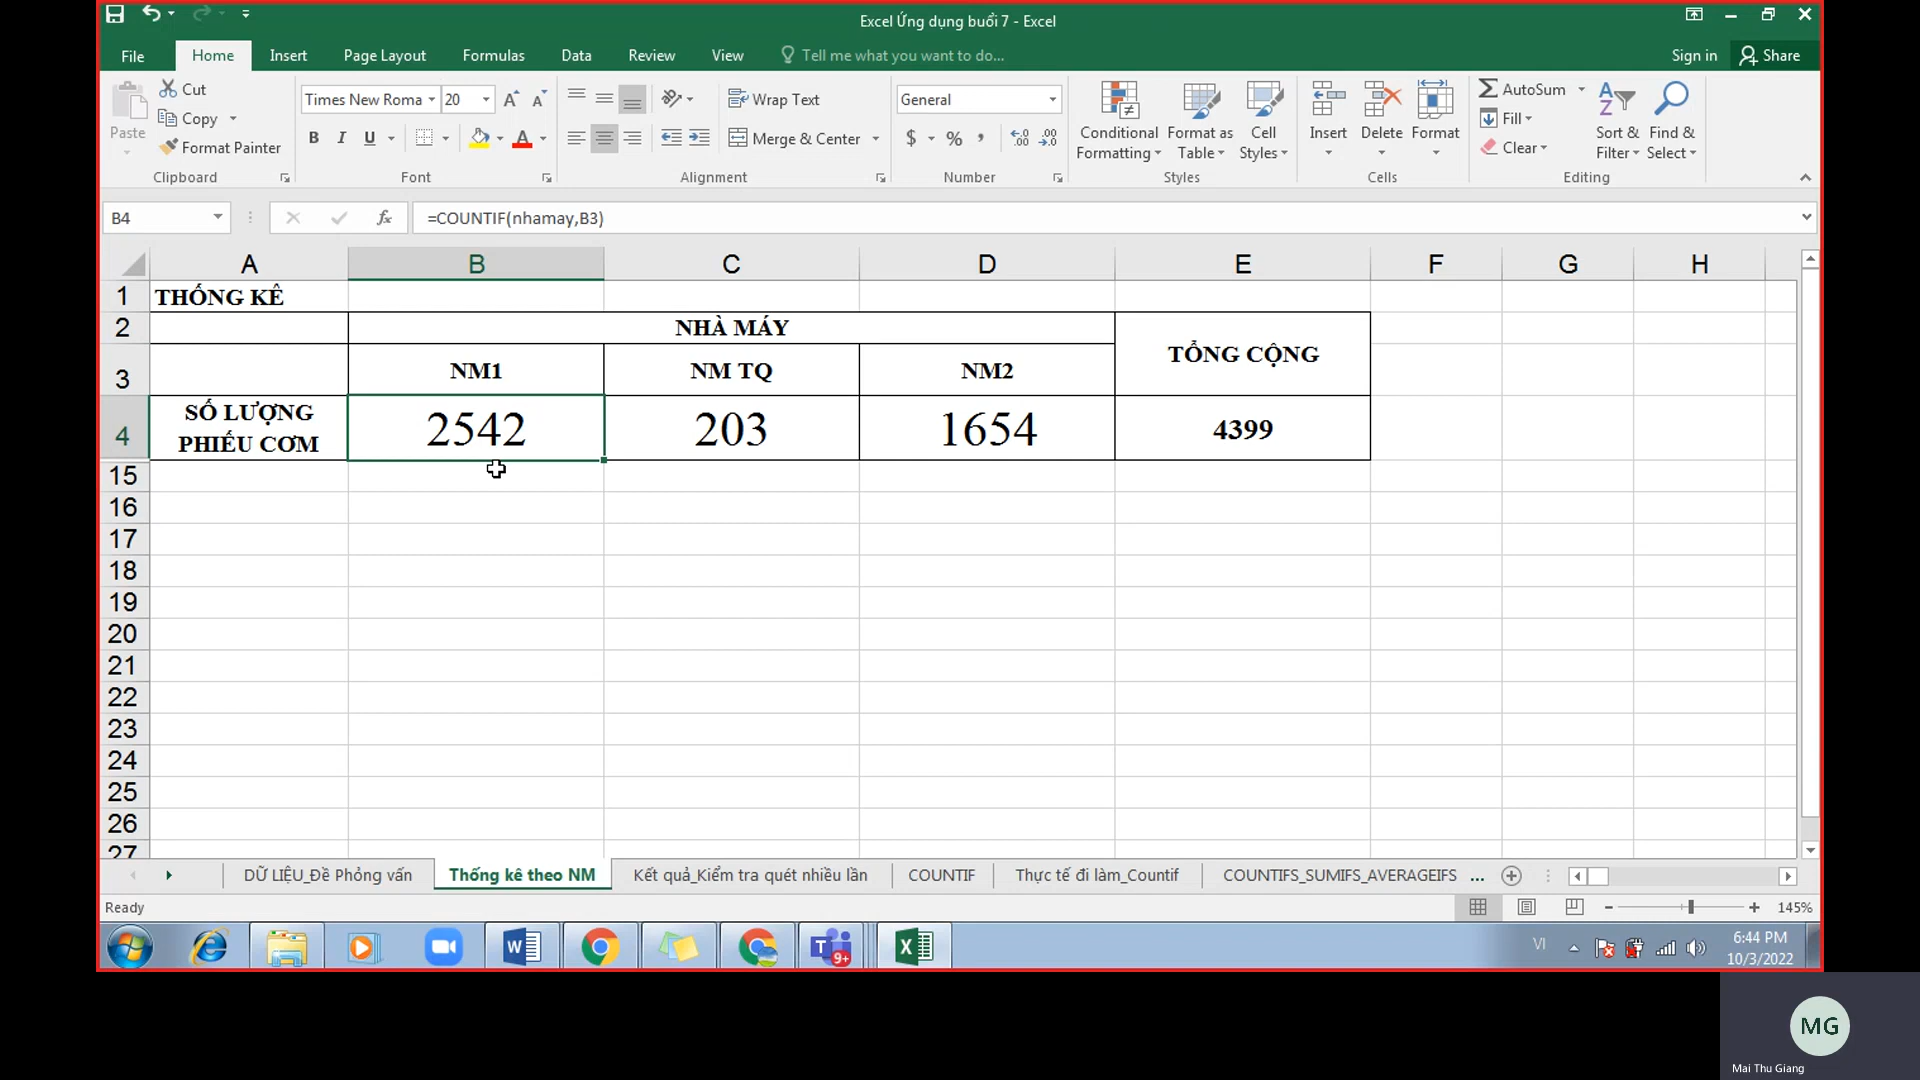 Excel Ứng dụng buổi 7 - Excel
File Home Insert Page Layout Formulas Data Review View Tell me what you want to do... Sign in Share
Paste Cut Copy Format Painter Clipboard
Times New Roma 20 B I U A Font
Wrap Text Merge & Center Alignment
General $ % , Number
Conditional Formatting Format as Table Cell Styles Styles
Insert Delete Format Cells
AutoSum Fill Clear Sort & Filter Find & Select Editing
B4 fx =COUNTIF(nhamay,B3)
A B C D E F G H
1 THỐNG KÊ
2 NHÀ MÁY TỔNG CỘNG
3 NM1 NM TQ NM2
4 SỐ LƯỢNG PHIẾU CƠM 2542 203 1654 4399
15
16
17
18
19
20
21
22
23
24
25
26
27
DỮ LIỆU_Đề Phỏng vấn Thống kê theo NM Kết quả_Kiểm tra quét nhiều lần COUNTIF Thực tế đi làm_Countif COUNTIFS_SUMIFS_AVERAGEIFS ...
Ready 145%
9+ VI 6:44 PM
10/3/2022
MG
Mai Thu Giang